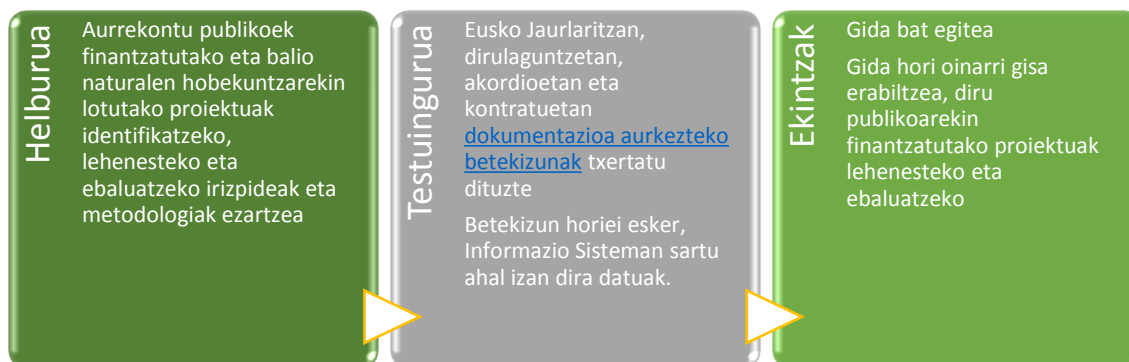 Helburua
Aurrekontu publikoek
finantzatutako eta balio
naturalen hobekuntzarekin
lotutako proiektuak
identifikatzeko,
lehenesteko eta
ebaluatzeko irizpideak eta
metodologiak ezartzea
Testuingurua
Eusko Jaurlaritzan,
dirulaguntzetan,
akordioetan eta
kontratuetan
dokumentazioa aurkezteko
betekizunak txertatu
dituzte
Betekizun horiei esker,
Informazio Sisteman sartu
ahal izan dira datuak.
Ekintzak
Gida bat egitea
Gida hori oinarri gisa
erabiltzea, diru
publikoarekin
finantzatutako proiektuak
lehenesteko eta
ebaluatzeko